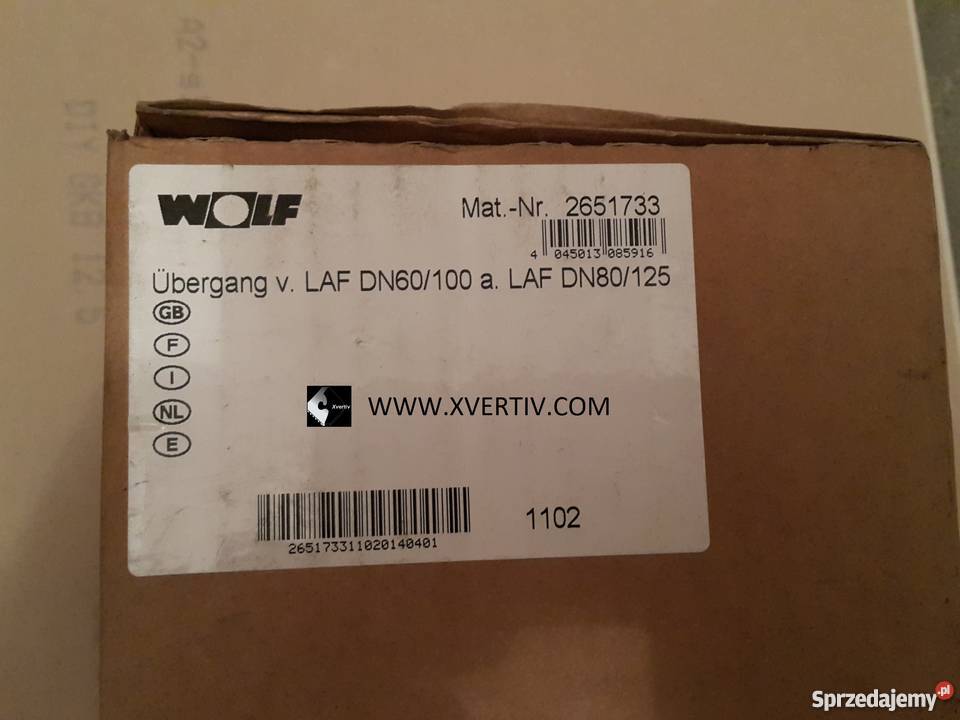 WOLF
Mat.-Nr. 2651733
4 045013 085916
Übergang v. LAF DN60/100 a. LAF DN80/125
GB
F
I
NL
E
Xvertiv
WWW.XVERTIV.COM
265173311020140401
1102
Sprzedajemy.pl